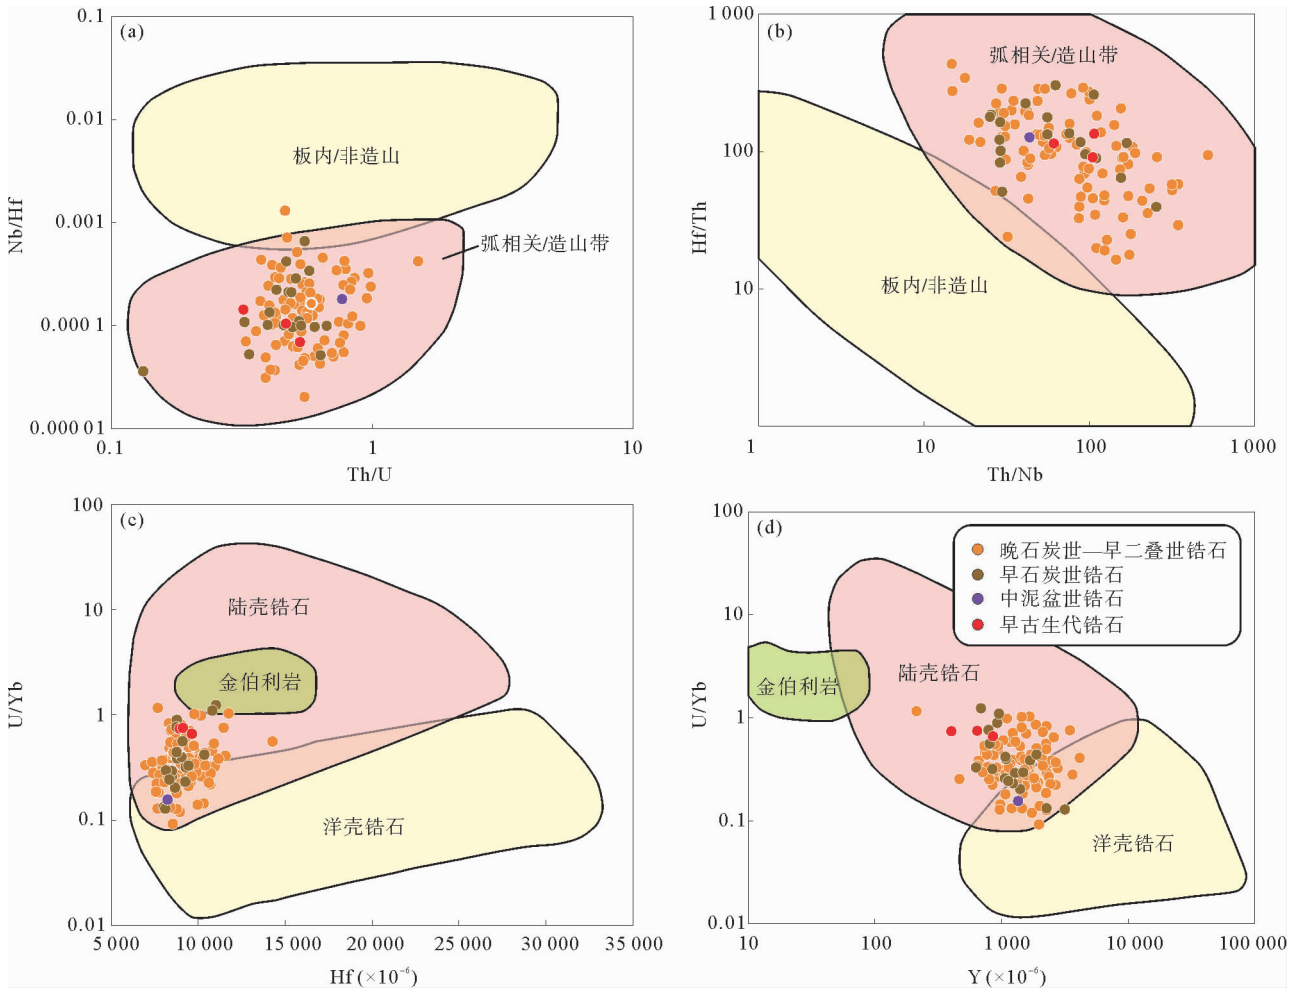 (a)
0.1
0.01
0.001
0.000 1
0.000 01
Nb/Hf
板内/非造山
弧相关/造山带
0.1
1
10
Th/U
(b)
1 000
100
10
Hf/Th
弧相关/造山带
板内/非造山
1
10
100
1 000
Th/Nb
(c)
100
10
1
0.1
0.01
U/Yb
陆壳锆石
金伯利岩
洋壳锆石
5 000
10 000
15 000
20 000
25 000
30 000
35 000
Hf (×10⁻⁶)
(d)
100
10
1
0.1
0.01
U/Yb
晚石炭世—早二叠世锆石
早石炭世锆石
中泥盆世锆石
早古生代锆石
陆壳锆石
金伯利岩
洋壳锆石
10
100
1 000
10 000
100 000
Y (×10⁻⁶)